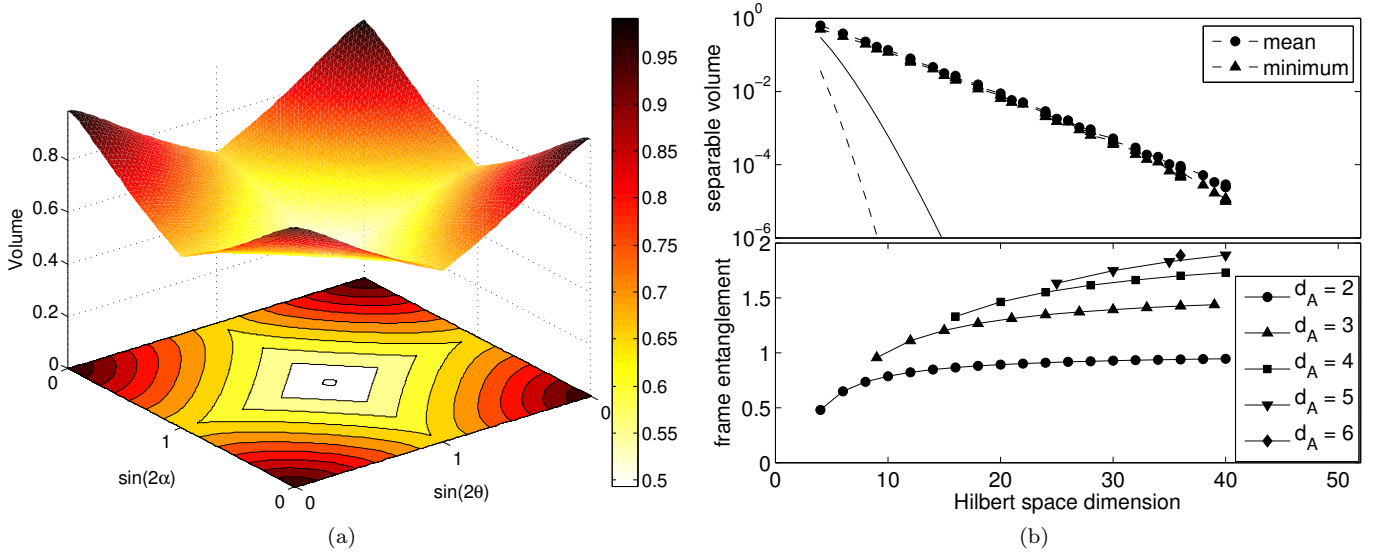 Volume
0.8
0.6
0.4
0.2
0
0
1
sin(2α)
0
0
1
sin(2θ)
0
0.95
0.9
0.85
0.8
0.75
0.7
0.65
0.6
0.55
0.5
(a)
separable volume
10^0
10^-2
10^-4
10^-6
mean
minimum
frame entanglement
2
1.5
1
0.5
0
d_A = 2
d_A = 3
d_A = 4
d_A = 5
d_A = 6
0 10 20 30 40 50
Hilbert space dimension
(b)